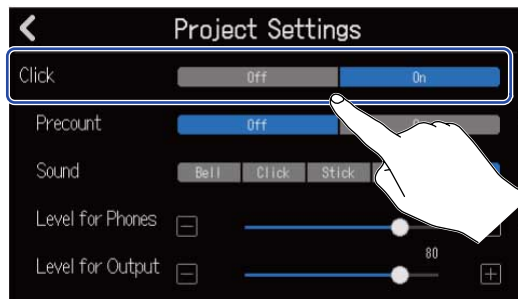 Project Settings
Click Off On
Precount Off
Sound Bell Click Stick
Level for Phones
80
Level for Output